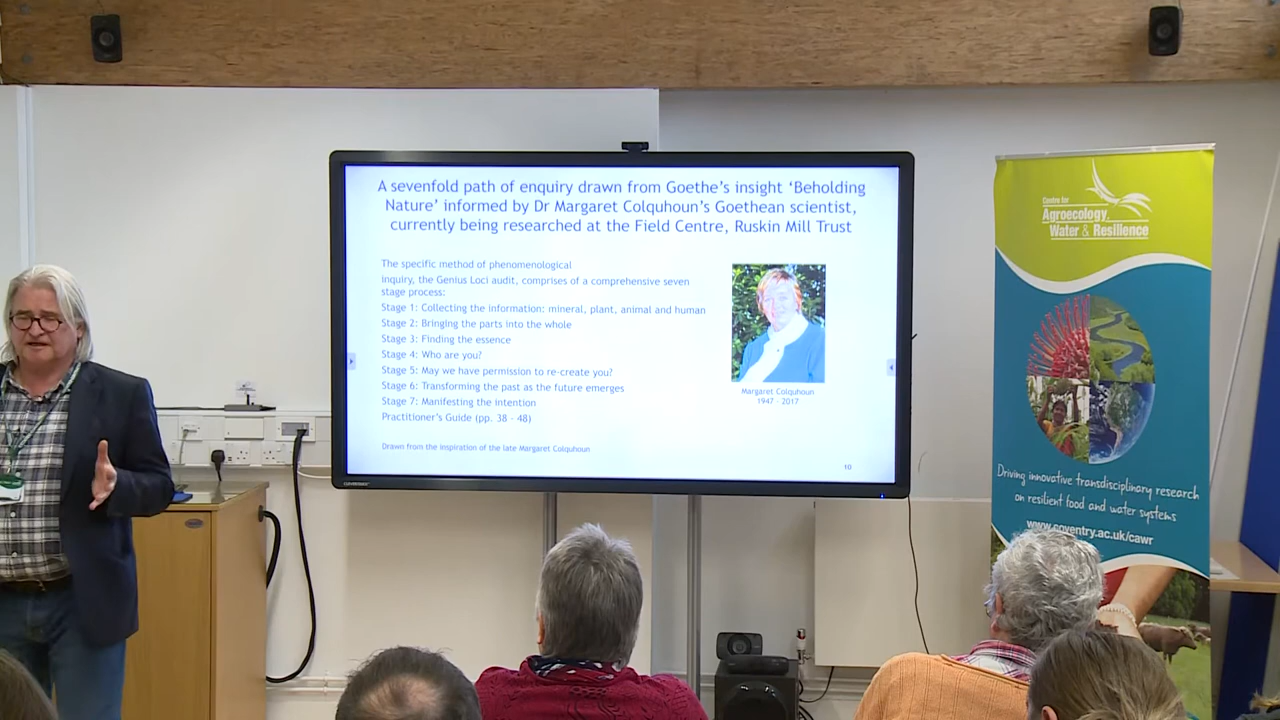 A sevenfold path of enquiry drawn from Goethe's insight 'Beholding
Nature' informed by Dr Margaret Colquhoun's Goethean scientist,
currently being researched at the Field Centre, Ruskin Mill Trust
The specific method of phenomenological
inquiry, the Genius Loci audit, comprises of a comprehensive seven
stage process:
Stage 1: Collecting the information: mineral, plant, animal and human
Stage 2: Bringing the parts into the whole
Stage 3: Finding the essence
Stage 4: Who are you?
Stage 5: May we have permission to re-create you?
Stage 6: Transforming the past as the future emerges
Stage 7: Manifesting the intention
Practitioner's Guide (pp. 38 - 48)
Drawn from the inspiration of the late Margaret Colquhoun
Margaret Colquhoun
1947 - 2017
10
Centre for
Agroecology,
Water & Resilience
Driving innovative transdisciplinary research
on resilient food and water systems
www.coventry.ac.uk/cawr